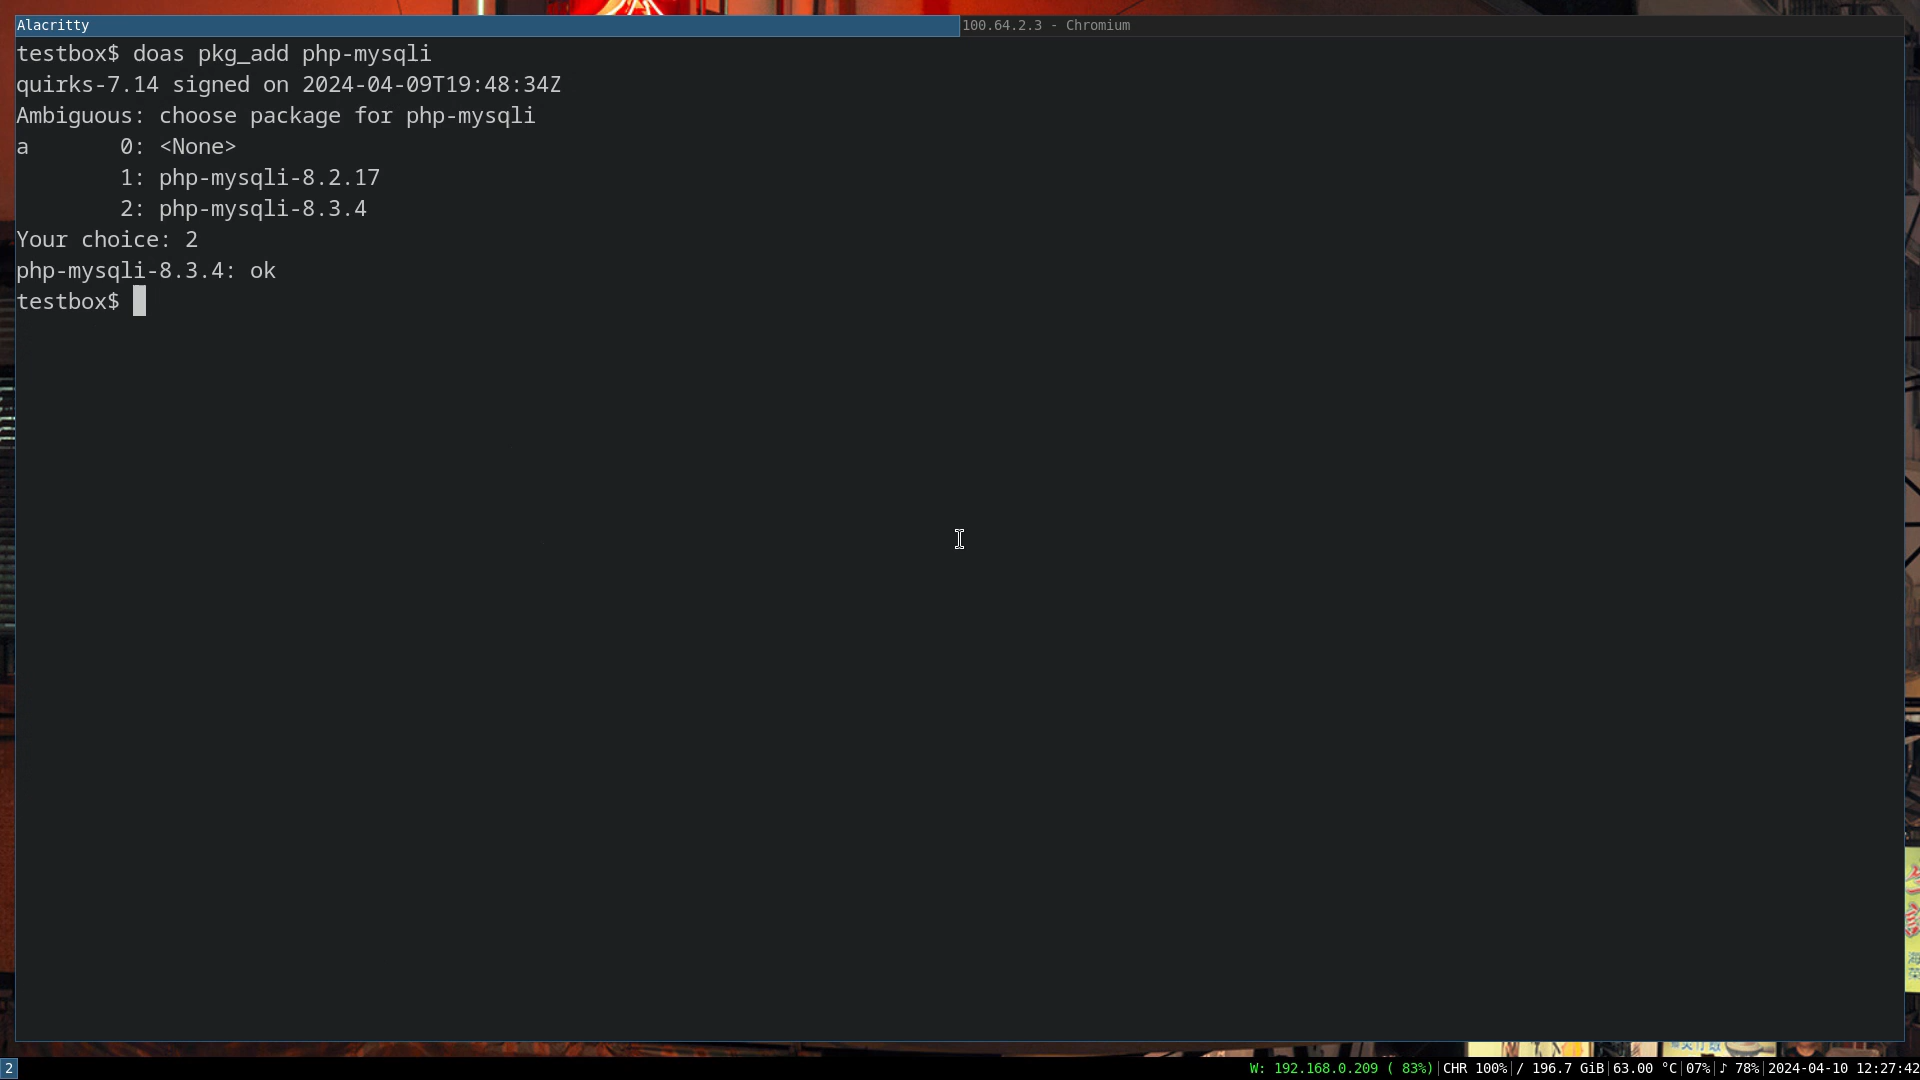 Alacritty
100.64.2.3 - Chromium
testbox$ doas pkg_add php-mysqli
quirks-7.14 signed on 2024-04-09T19:48:34Z
Ambiguous: choose package for php-mysqli
a       0: <None>
        1: php-mysqli-8.2.17
        2: php-mysqli-8.3.4
Your choice: 2
php-mysqli-8.3.4: ok
testbox$
2
W: 192.168.0.209 ( 83%)|CHR 100%|/ 196.7 GiB|63.00 °C|07%|♪ 78%|2024-04-10 12:27:42